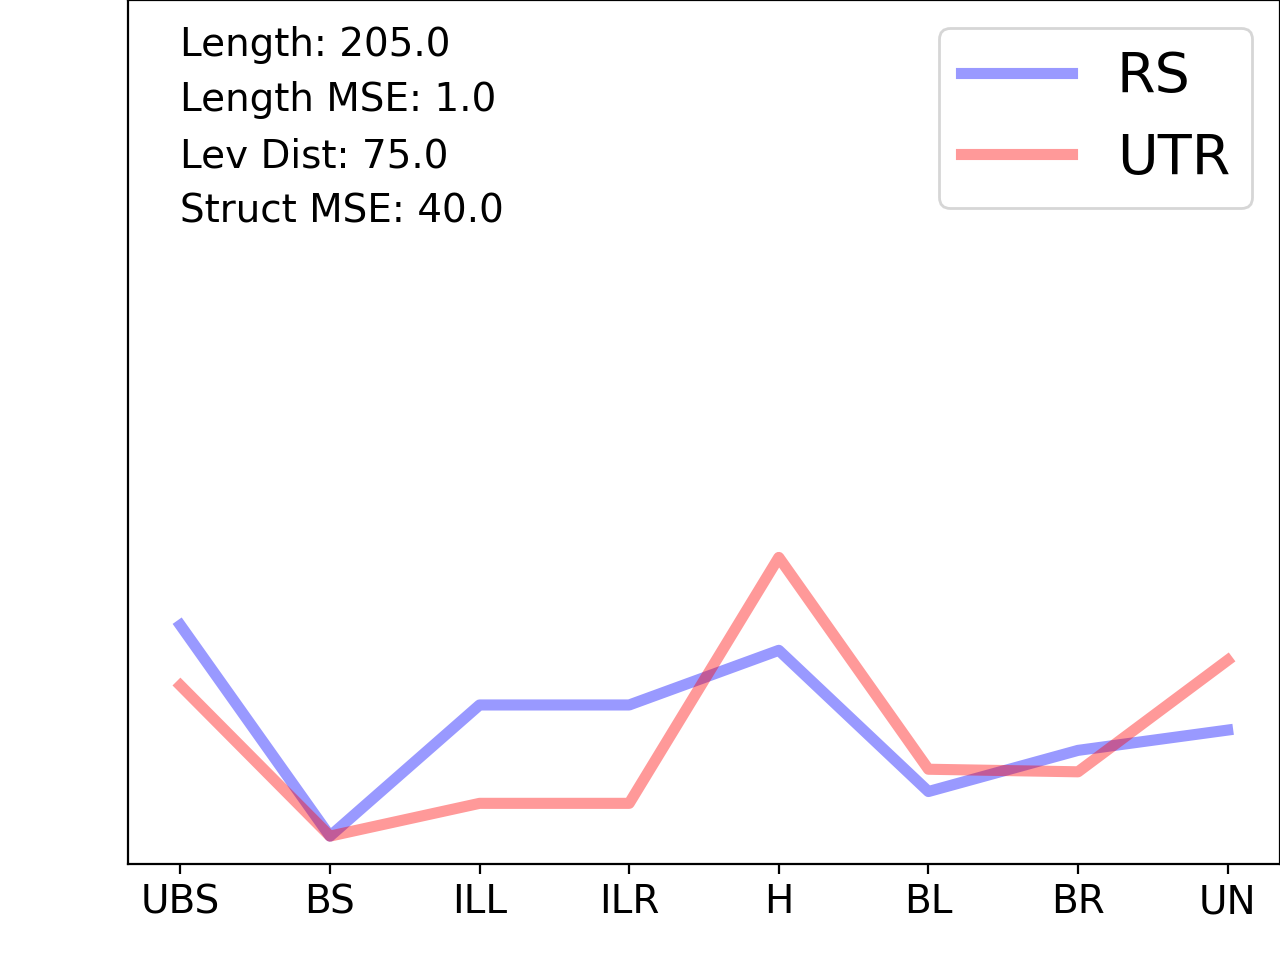 Length: 205.0
Length MSE: 1.0
Lev Dist: 75.0
Struct MSE: 40.0
RS
UTR
UBS BS ILL ILR H BL BR UN